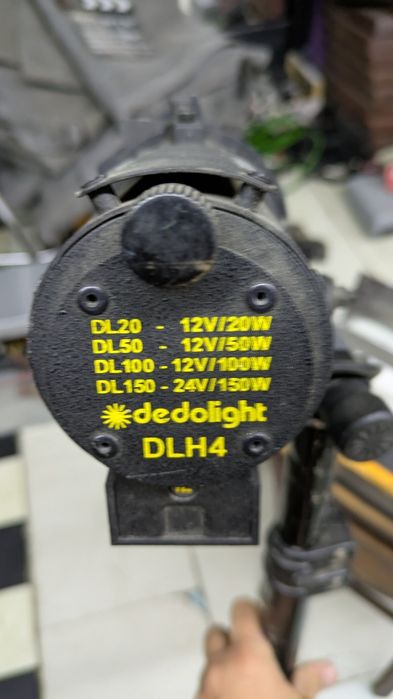 DL20 - 12V/20W
DL50 - 12V/50W
DL100 - 12V/100W
DL150 - 24V/150W
dedolight
DLH4